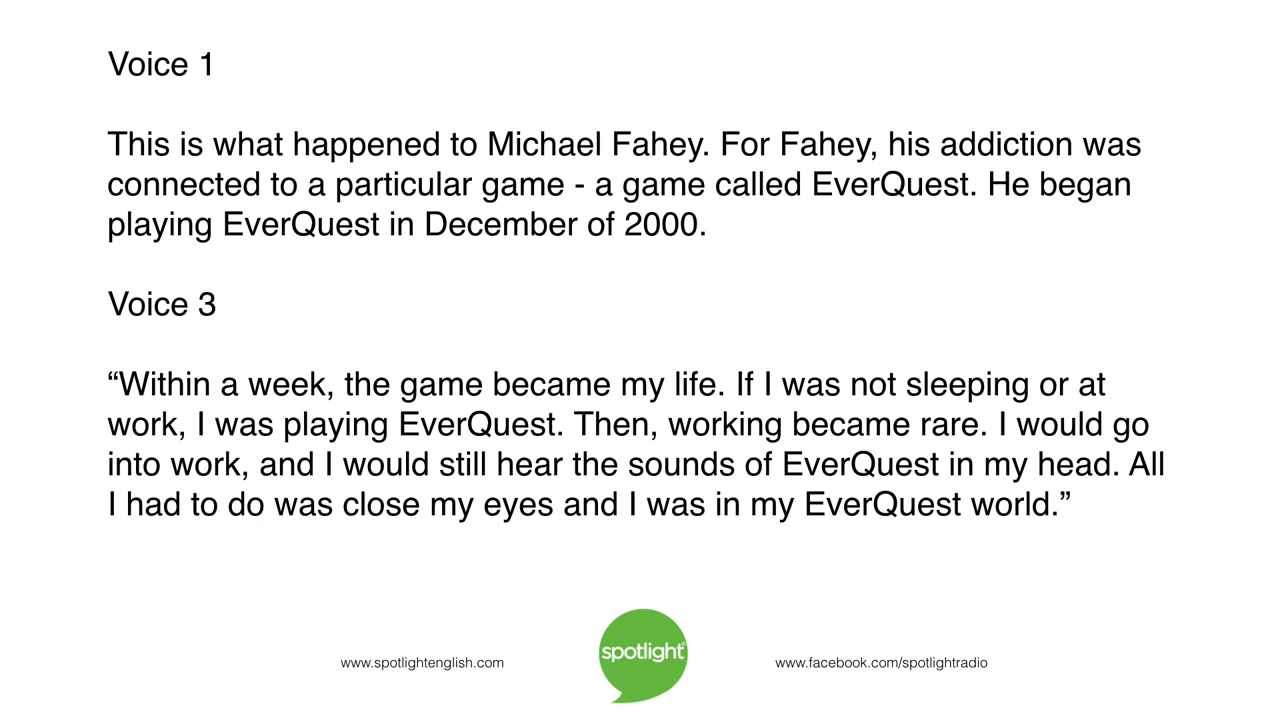 Voice 1
This is what happened to Michael Fahey. For Fahey, his addiction was
connected to a particular game - a game called EverQuest. He began
playing EverQuest in December of 2000.
Voice 3
“Within a week, the game became my life. If I was not sleeping or at
work, I was playing EverQuest. Then, working became rare. I would go
into work, and I would still hear the sounds of EverQuest in my head. All
I had to do was close my eyes and I was in my EverQuest world.”
www.spotlightenglish.com
spotlight®
www.facebook.com/spotlightradio